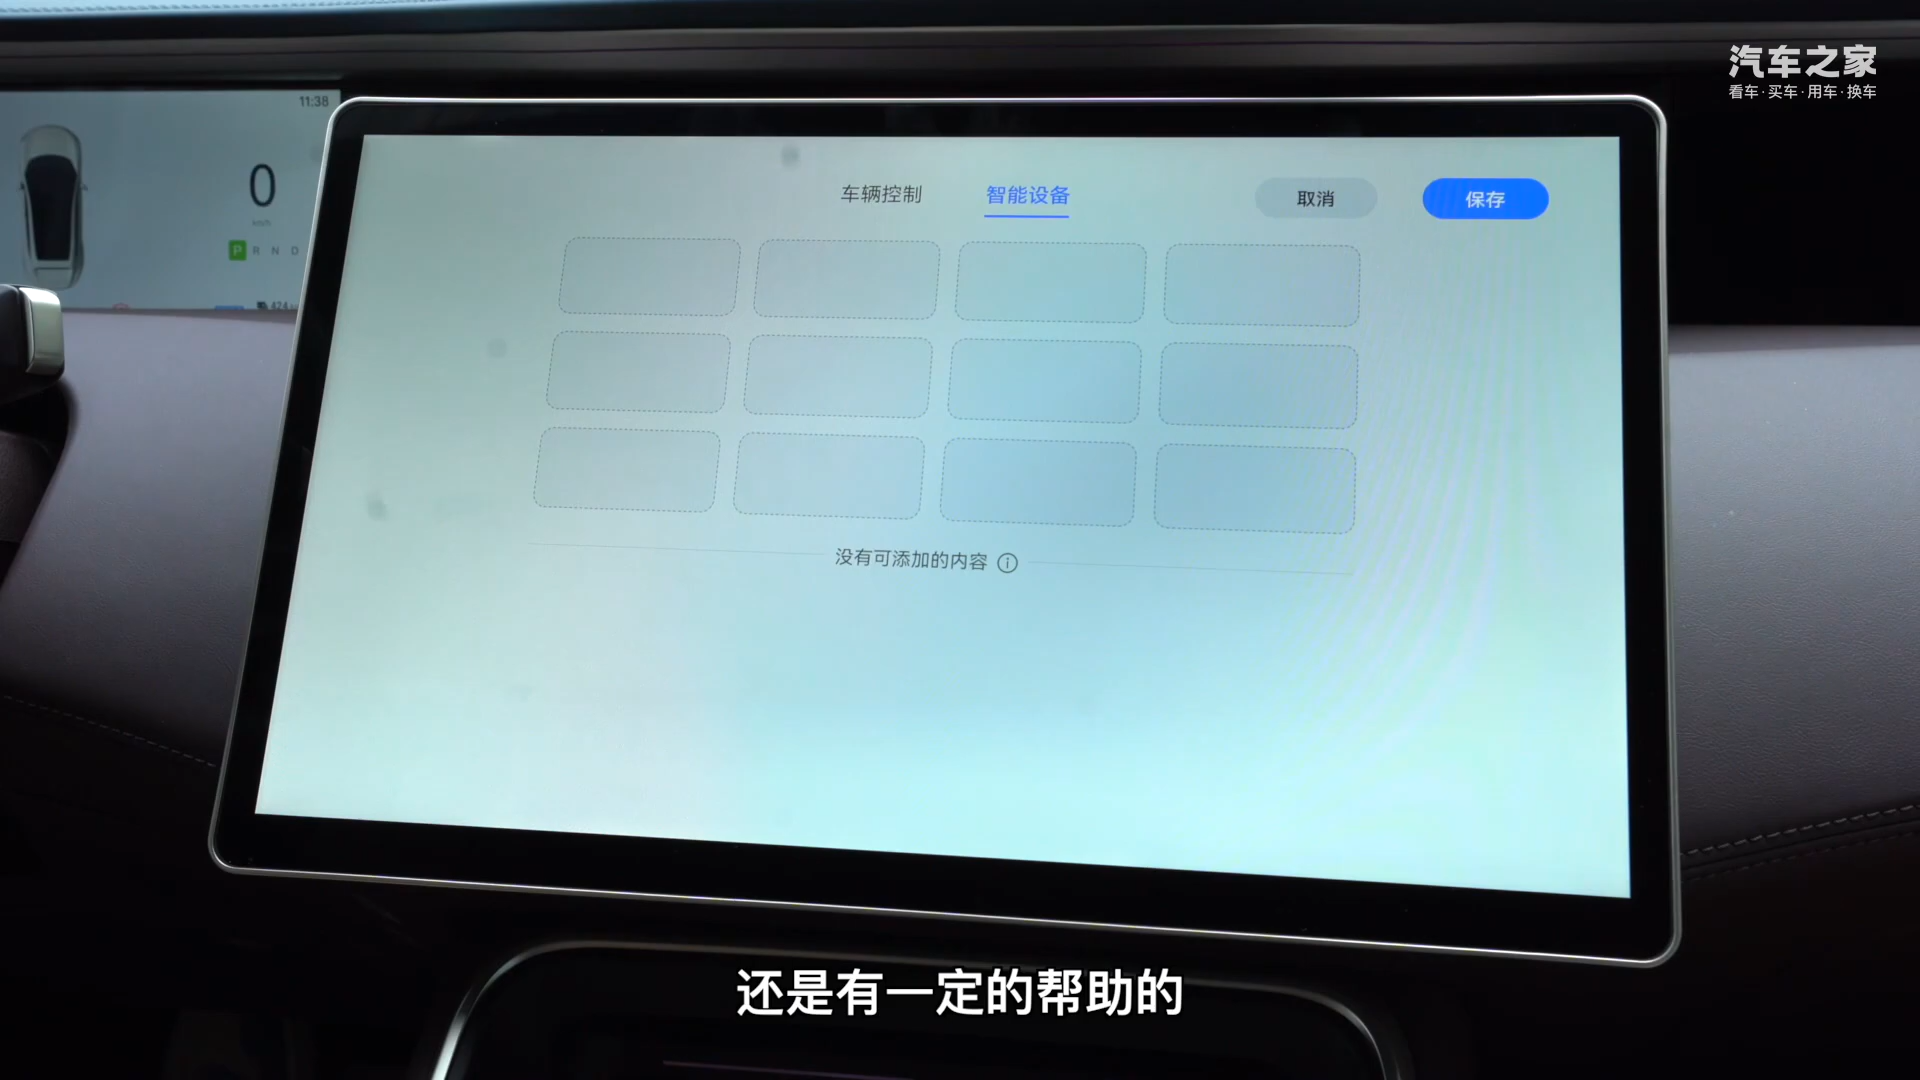 汽车之家
看车·买车·用车·换车
11:38
0
km/h
P R N D
424
车辆控制
智能设备
取消
保存
没有可添加的内容
还是有一定的帮助的